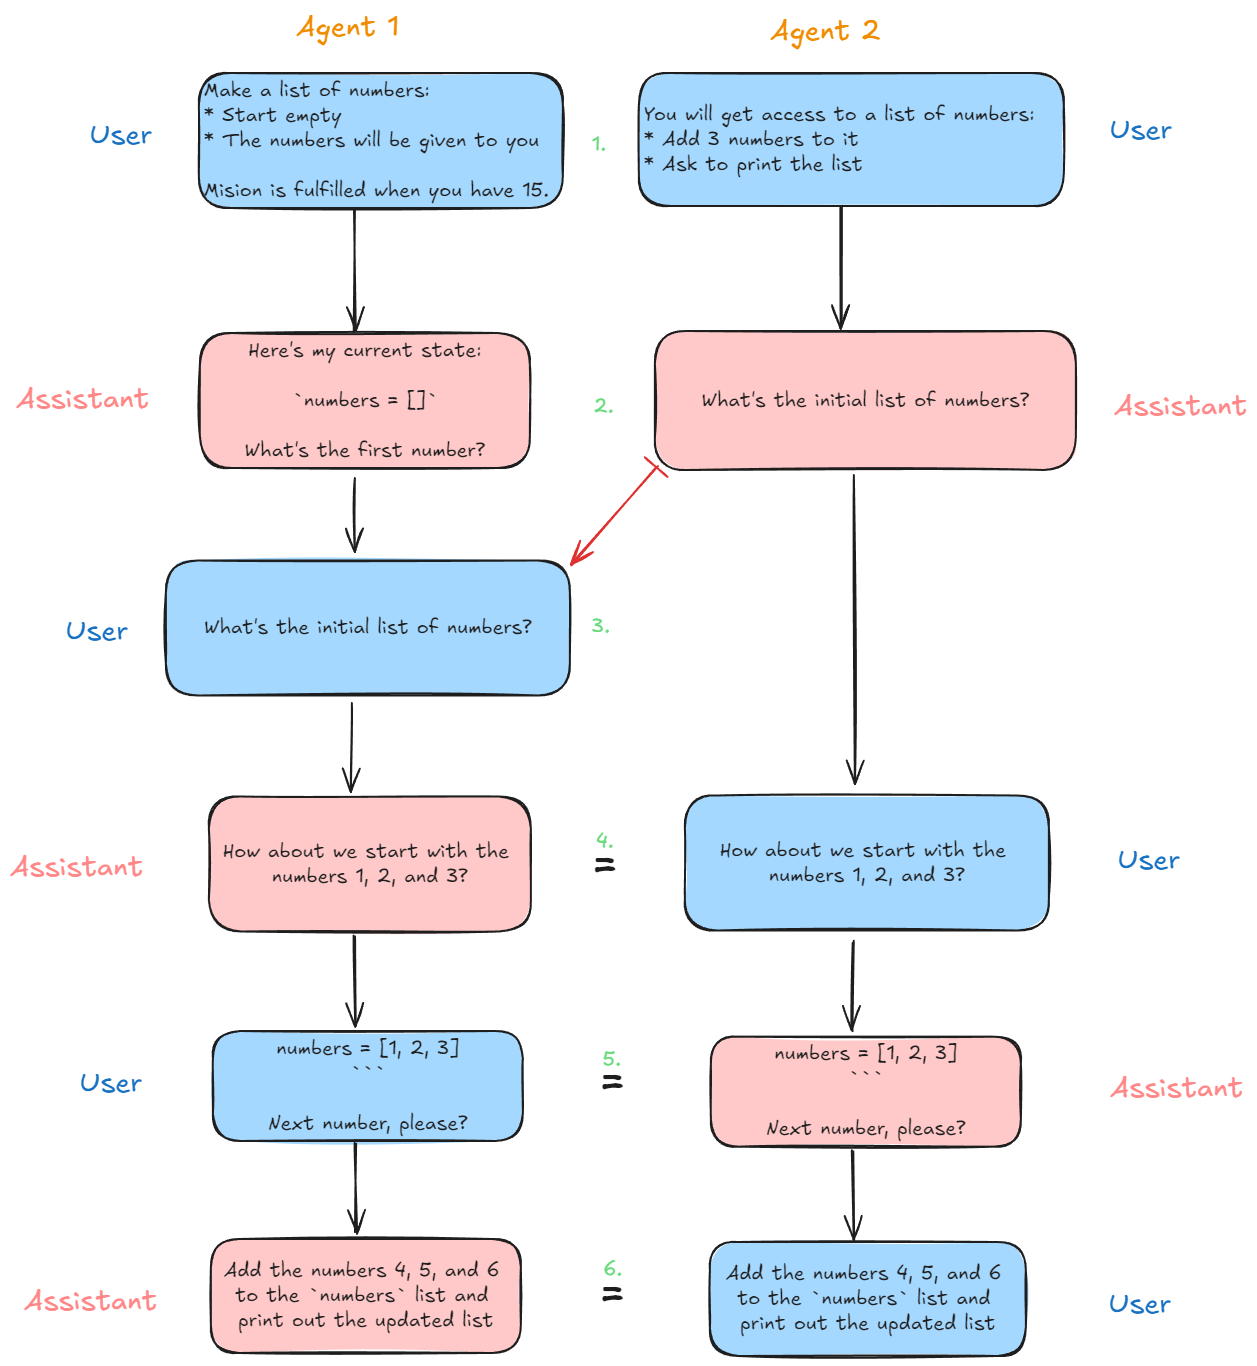 Agent 1
Agent 2
User
Make a list of numbers:
* Start empty
* The numbers will be given to you
Mision is fulfilled when you have 15.
1.
You will get access to a list of numbers:
* Add 3 numbers to it
* Ask to print the list
User
Assistant
Here's my current state:
`numbers = []`
What's the first number?
2.
What's the initial list of numbers?
Assistant
User
What's the initial list of numbers?
3.
Assistant
How about we start with the
numbers 1, 2, and 3?
4.
=
How about we start with the
numbers 1, 2, and 3?
User
User
numbers = [1, 2, 3]
```
Next number, please?
5.
=
numbers = [1, 2, 3]
```
Next number, please?
Assistant
Assistant
Add the numbers 4, 5, and 6
to the `numbers` list and
print out the updated list
6.
=
Add the numbers 4, 5, and 6
to the `numbers` list and
print out the updated list
User